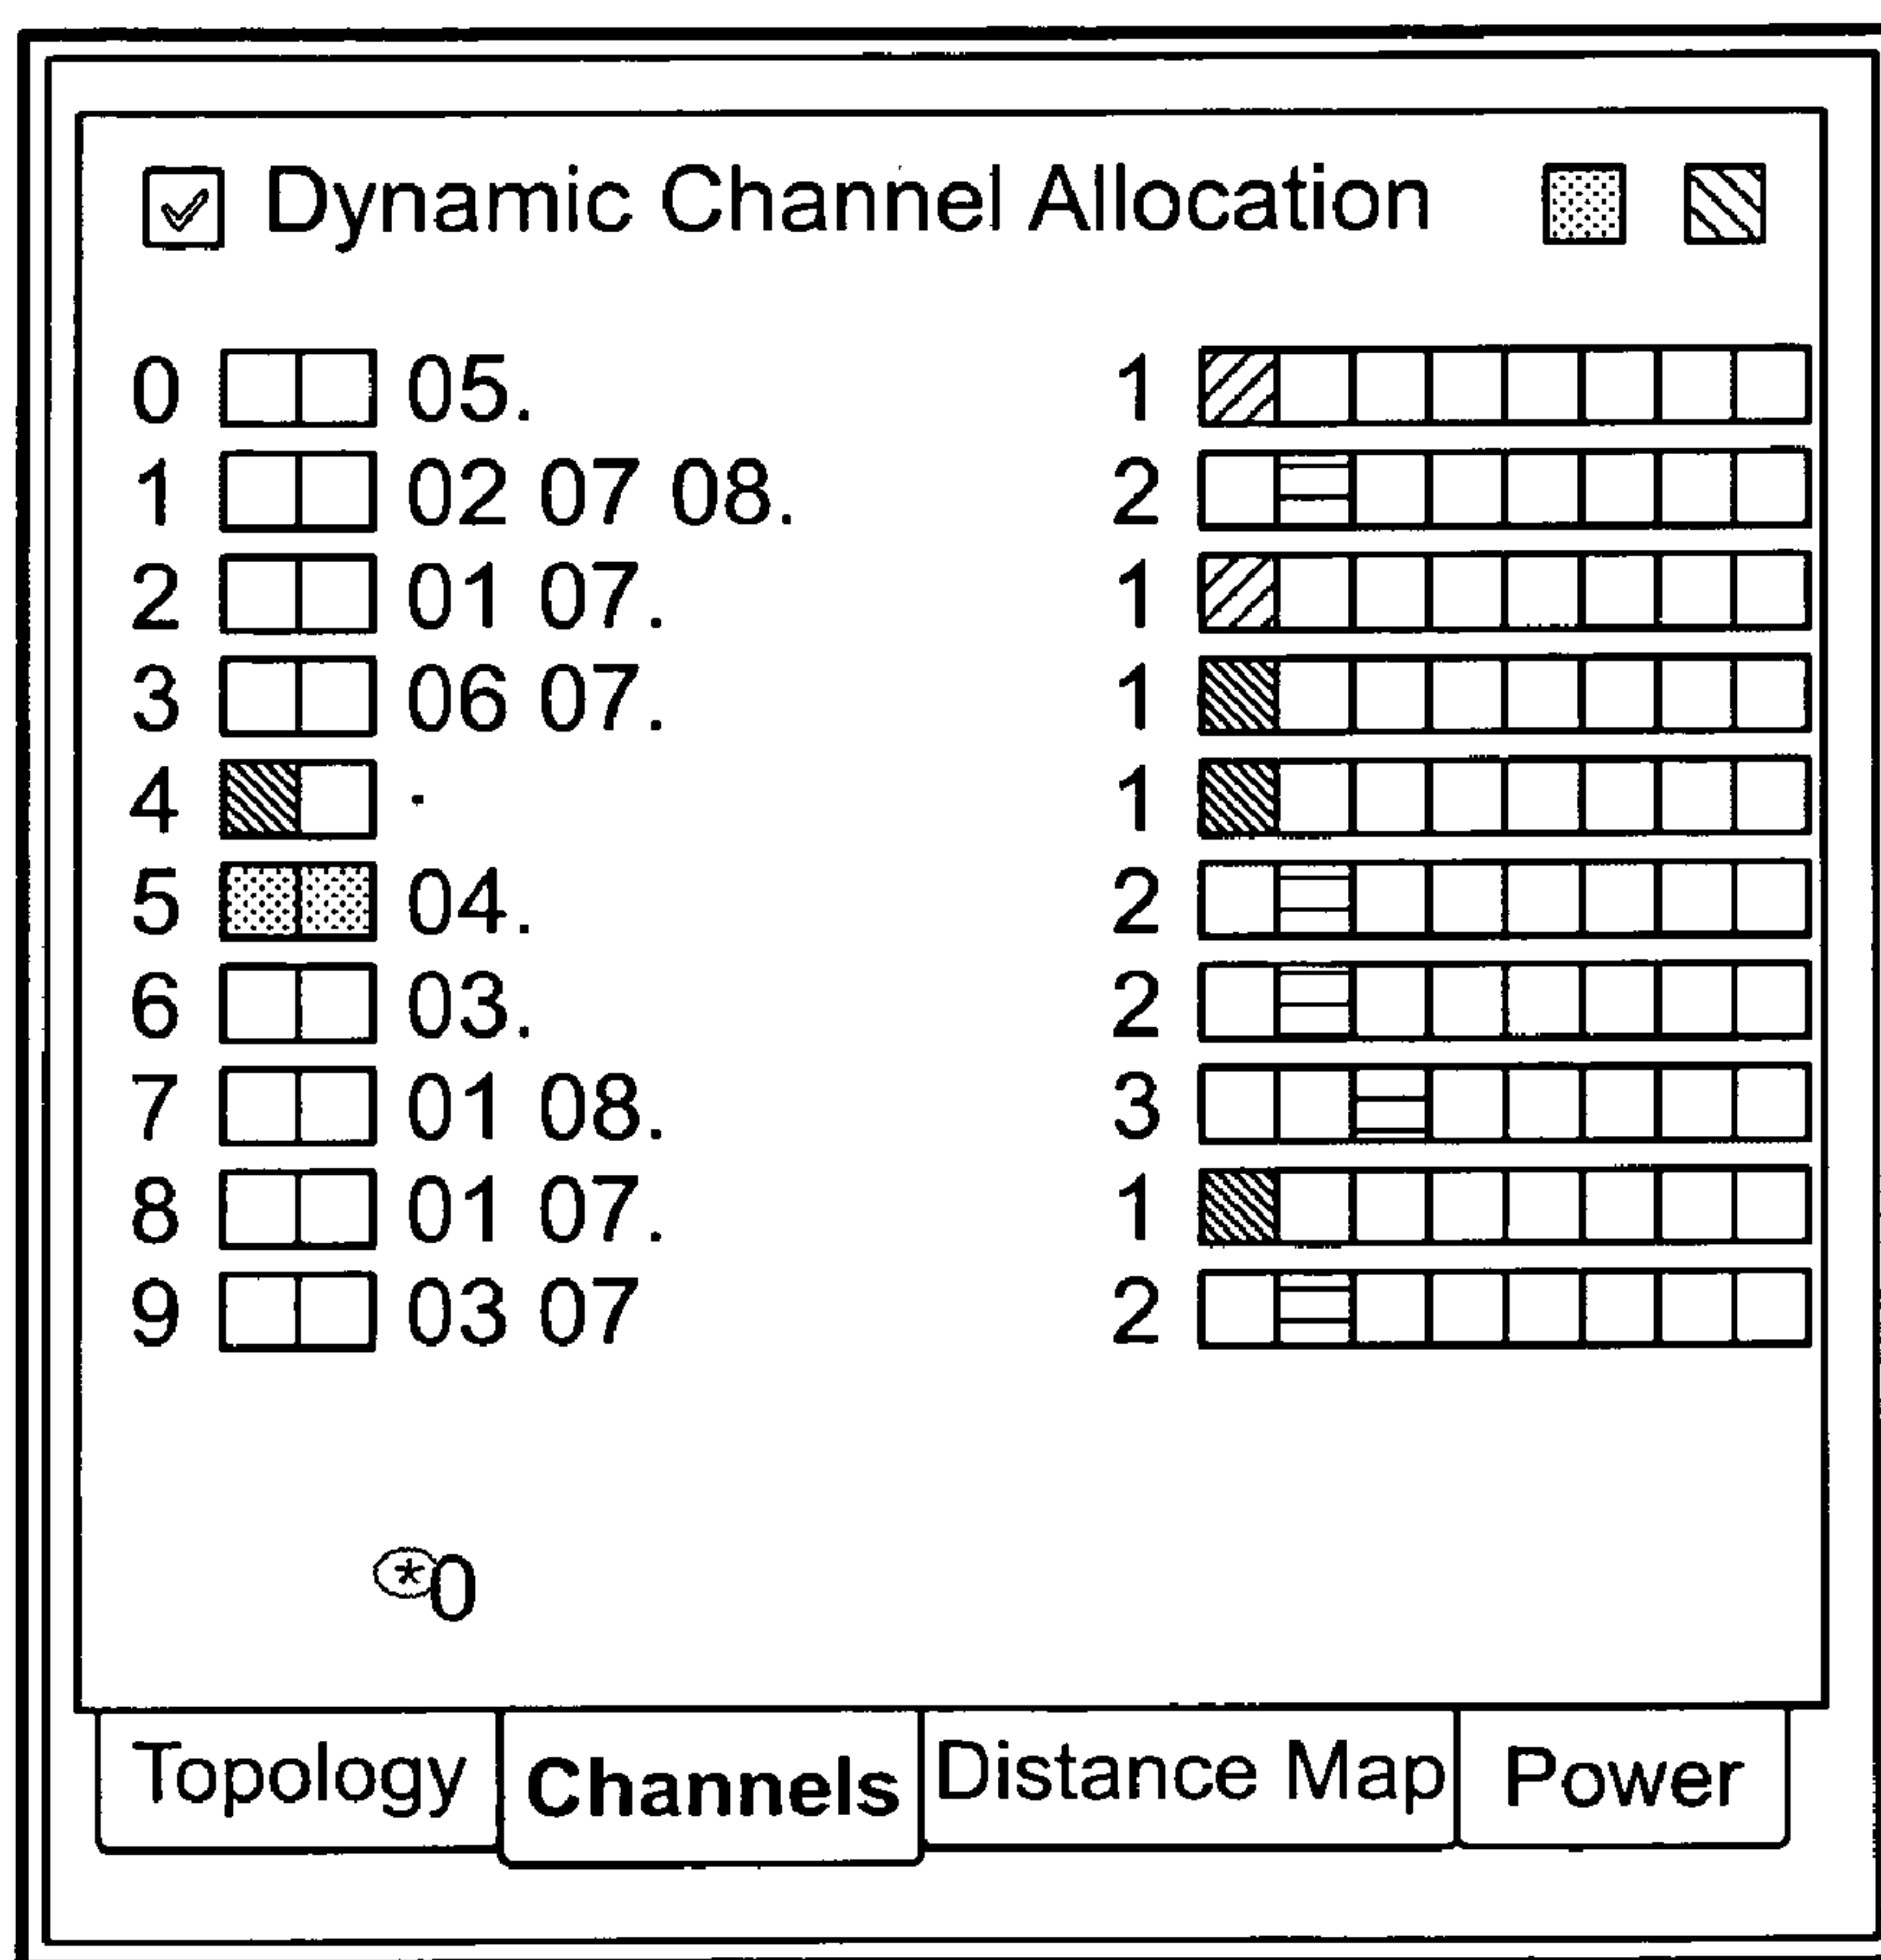 Dynamic Channel Allocation
0 05. 1
1 02 07 08. 2
2 01 07. 1
3 06 07. 1
4 . 1
5 04. 2
6 03. 2
7 01 08. 3
8 01 07. 1
9 03 07 2
*0
Topology Channels Distance Map Power